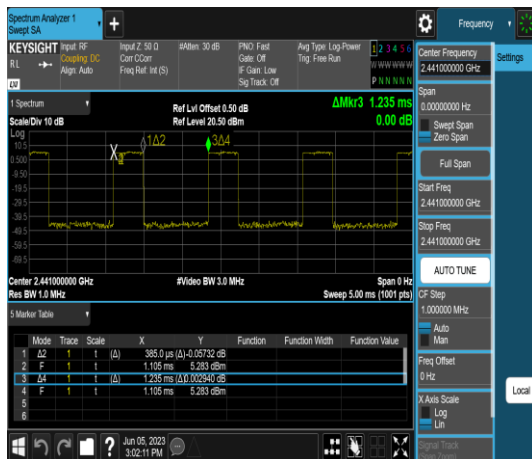 Spectrum Analyzer 1
Swept SA
+
Frequency
KEYSIGHT Input: RF Input Z: 50 Ω #Atten: 30 dB PNO: Fast Avg Type: Log-Power 1 2 3 4 5 6
RL Coupling: DC Corr CCorr Gate: Off Trig: Free Run
Align: Auto Freq Ref: Int (S) IF Gain: Low W W W W W W
Sig Track: Off P N N N N N
LXI
1 Spectrum
Ref Lvl Offset 0.50 dB ΔMkr3 1.235 ms
Scale/Div 10 dB Ref Level 20.50 dBm 0.00 dB
Log
10.5
0.500
-9.50
-19.5
-29.5
-39.5
-49.5
-59.5
-69.5
X
1Δ2
3Δ4
Center 2.441000000 GHz #Video BW 3.0 MHz Span 0 Hz
Res BW 1.0 MHz Sweep 5.00 ms (1001 pts)
5 Marker Table
Mode Trace Scale X Y Function Function Width Function Value
1 Δ2 1 t (Δ) 385.0 µs (Δ) -0.05732 dB
2 F 1 t 1.105 ms 5.283 dBm
3 Δ4 1 t (Δ) 1.235 ms (Δ) 0.002940 dB
4 F 1 t 1.105 ms 5.283 dBm
5
6
?
Jun 05, 2023
3:02:11 PM
Center Frequency
2.441000000 GHz
Settings
Span
0.00000000 Hz
Swept Span
Zero Span
Full Span
Start Freq
2.441000000 GHz
Stop Freq
2.441000000 GHz
AUTO TUNE
CF Step
1.000000 MHz
Auto
Man
Freq Offset
0 Hz
X Axis Scale
Log
Lin
Local
Signal Track
(Span Zoom)